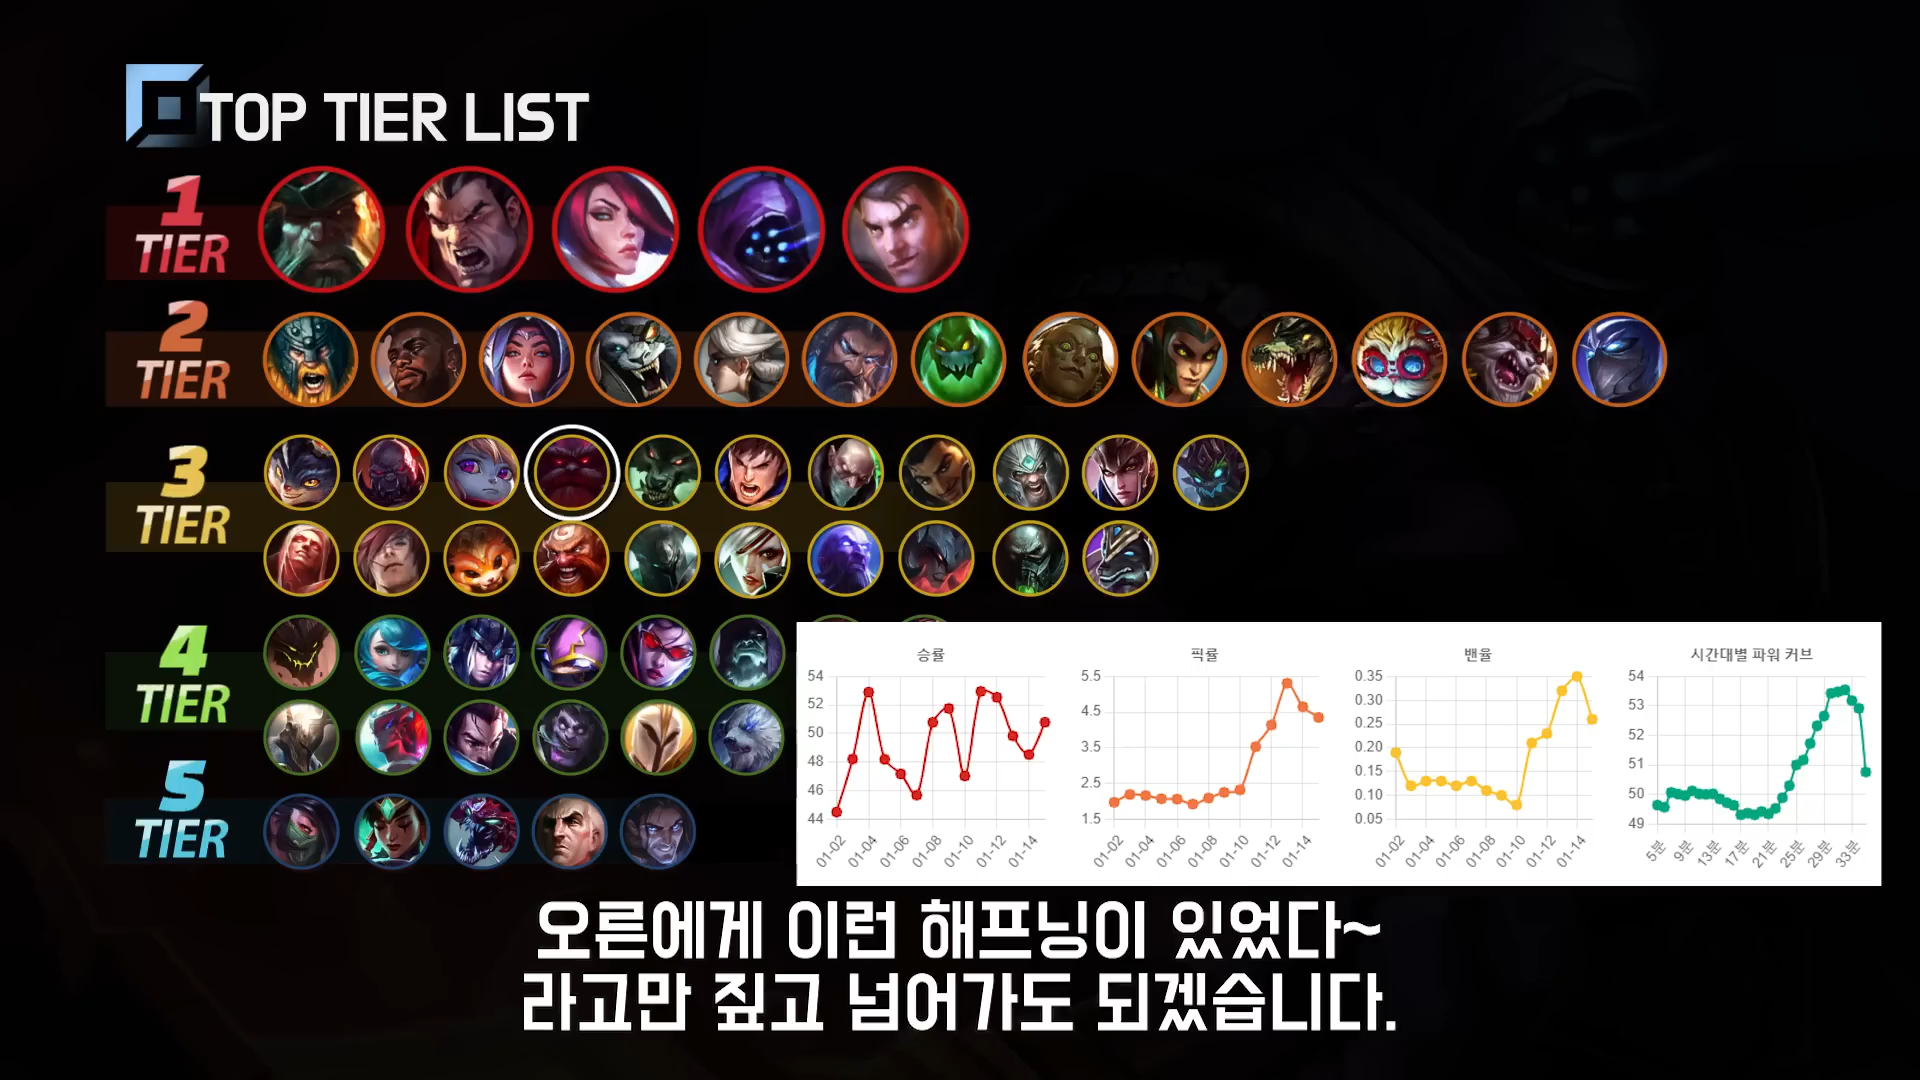 TOP TIER LIST
1
TIER
2
TIER
3
TIER
4
TIER
5
TIER
승률
54
52
50
48
46
44
01-02
01-04
01-06
01-08
01-10
01-12
01-14
픽률
5.5
4.5
3.5
2.5
1.5
01-02
01-04
01-06
01-08
01-10
01-12
01-14
밴율
0.35
0.30
0.25
0.20
0.15
0.10
0.05
01-02
01-04
01-06
01-08
01-10
01-12
01-14
시간대별 파워 커브
54
53
52
51
50
49
5분
9분
13분
17분
21분
25분
29분
33분
오른에게 이런 해프닝이 있었다~
라고만 짚고 넘어가도 되겠습니다.